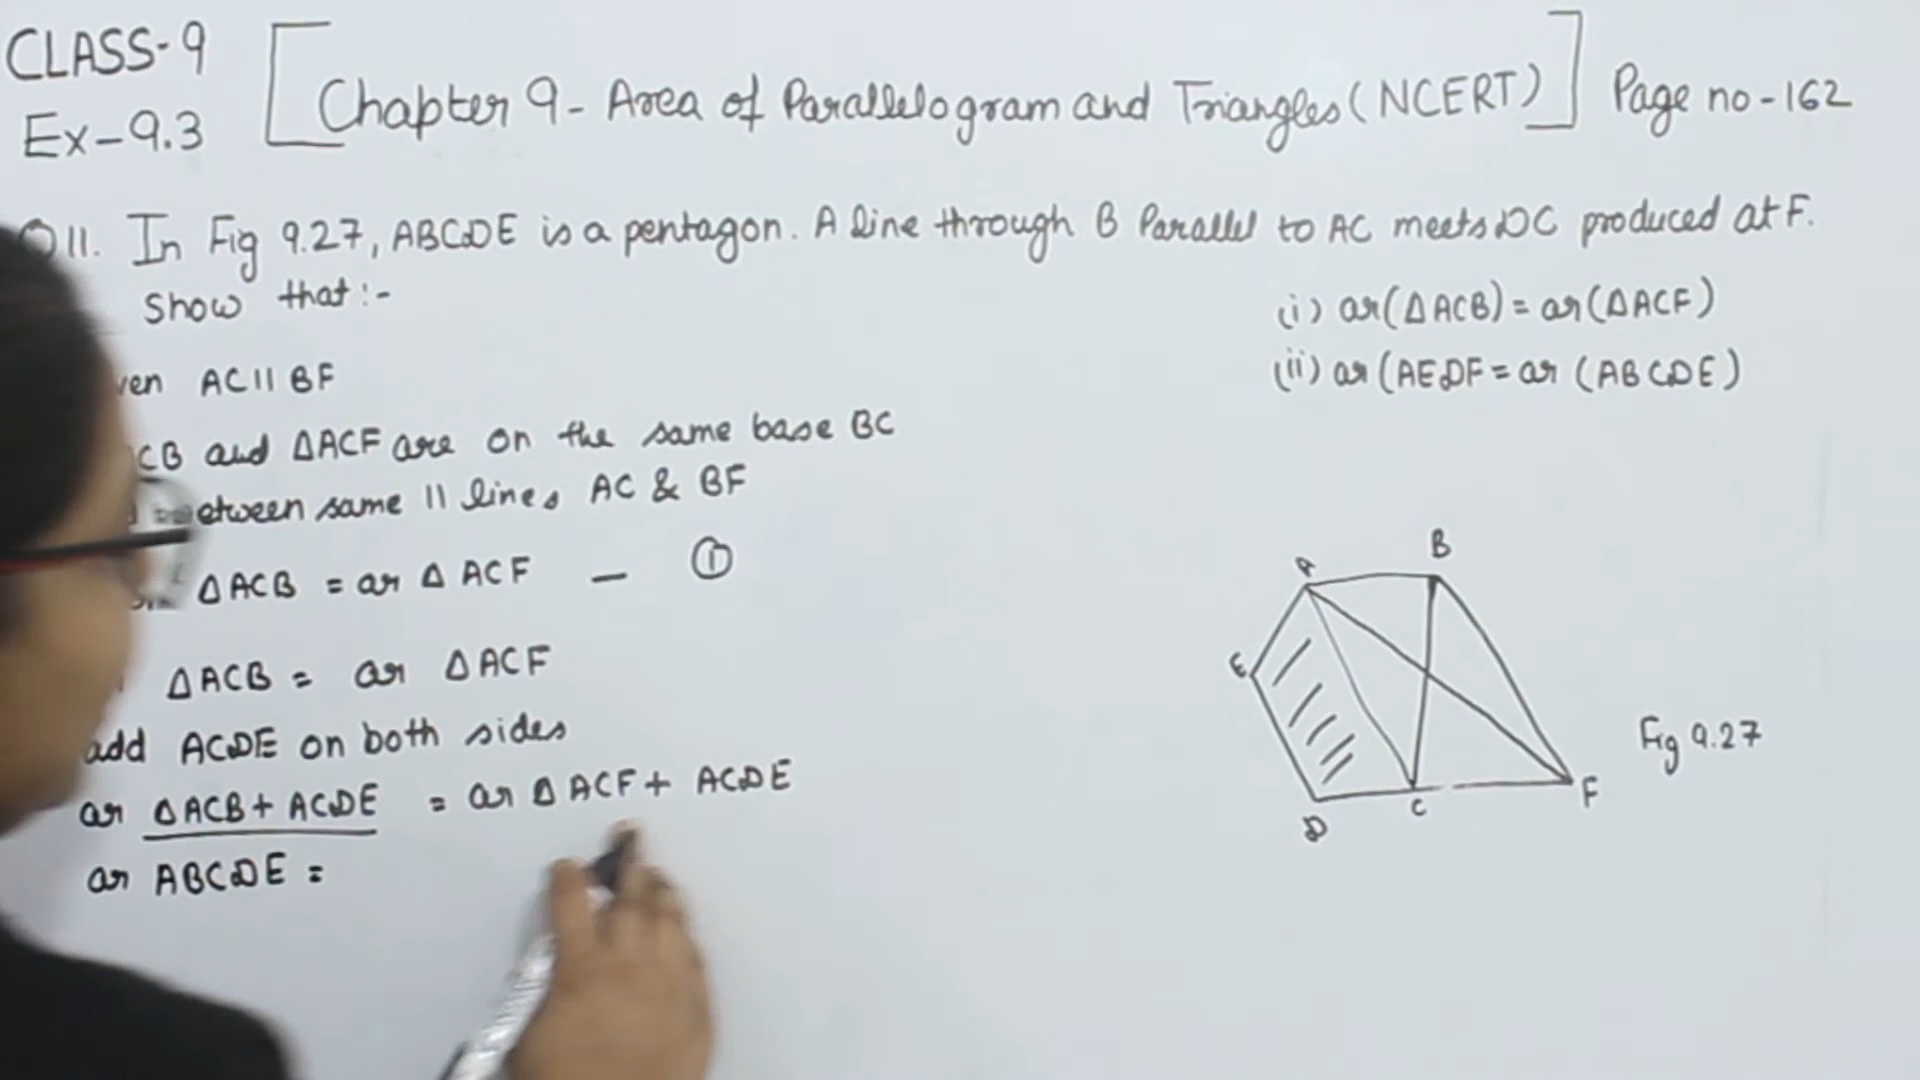 CLASS-9
Ex-9.3
[Chapter 9- Area of Parallelogram and Triangles (NCERT)] Page no-162
Q11. In Fig 9.27, ABCDE is a pentagon. A line through B Parallel to AC meets DC produced at F.
Show that:-
(i) ar(ΔACB)= ar(ΔACF)
(ii) ar(AEDF = ar (ABCDE)
AC || BF
and ΔACF are on the same base BC
same || lines AC & BF
ΔACB = ar Δ ACF - ①
ΔACB = ar ΔACF
add ACDE on both sides
ar ΔACB + ACDE = ar Δ ACF + ACDE
ar ABCDE =
A
B
E
D
C
F
Fig 9.27